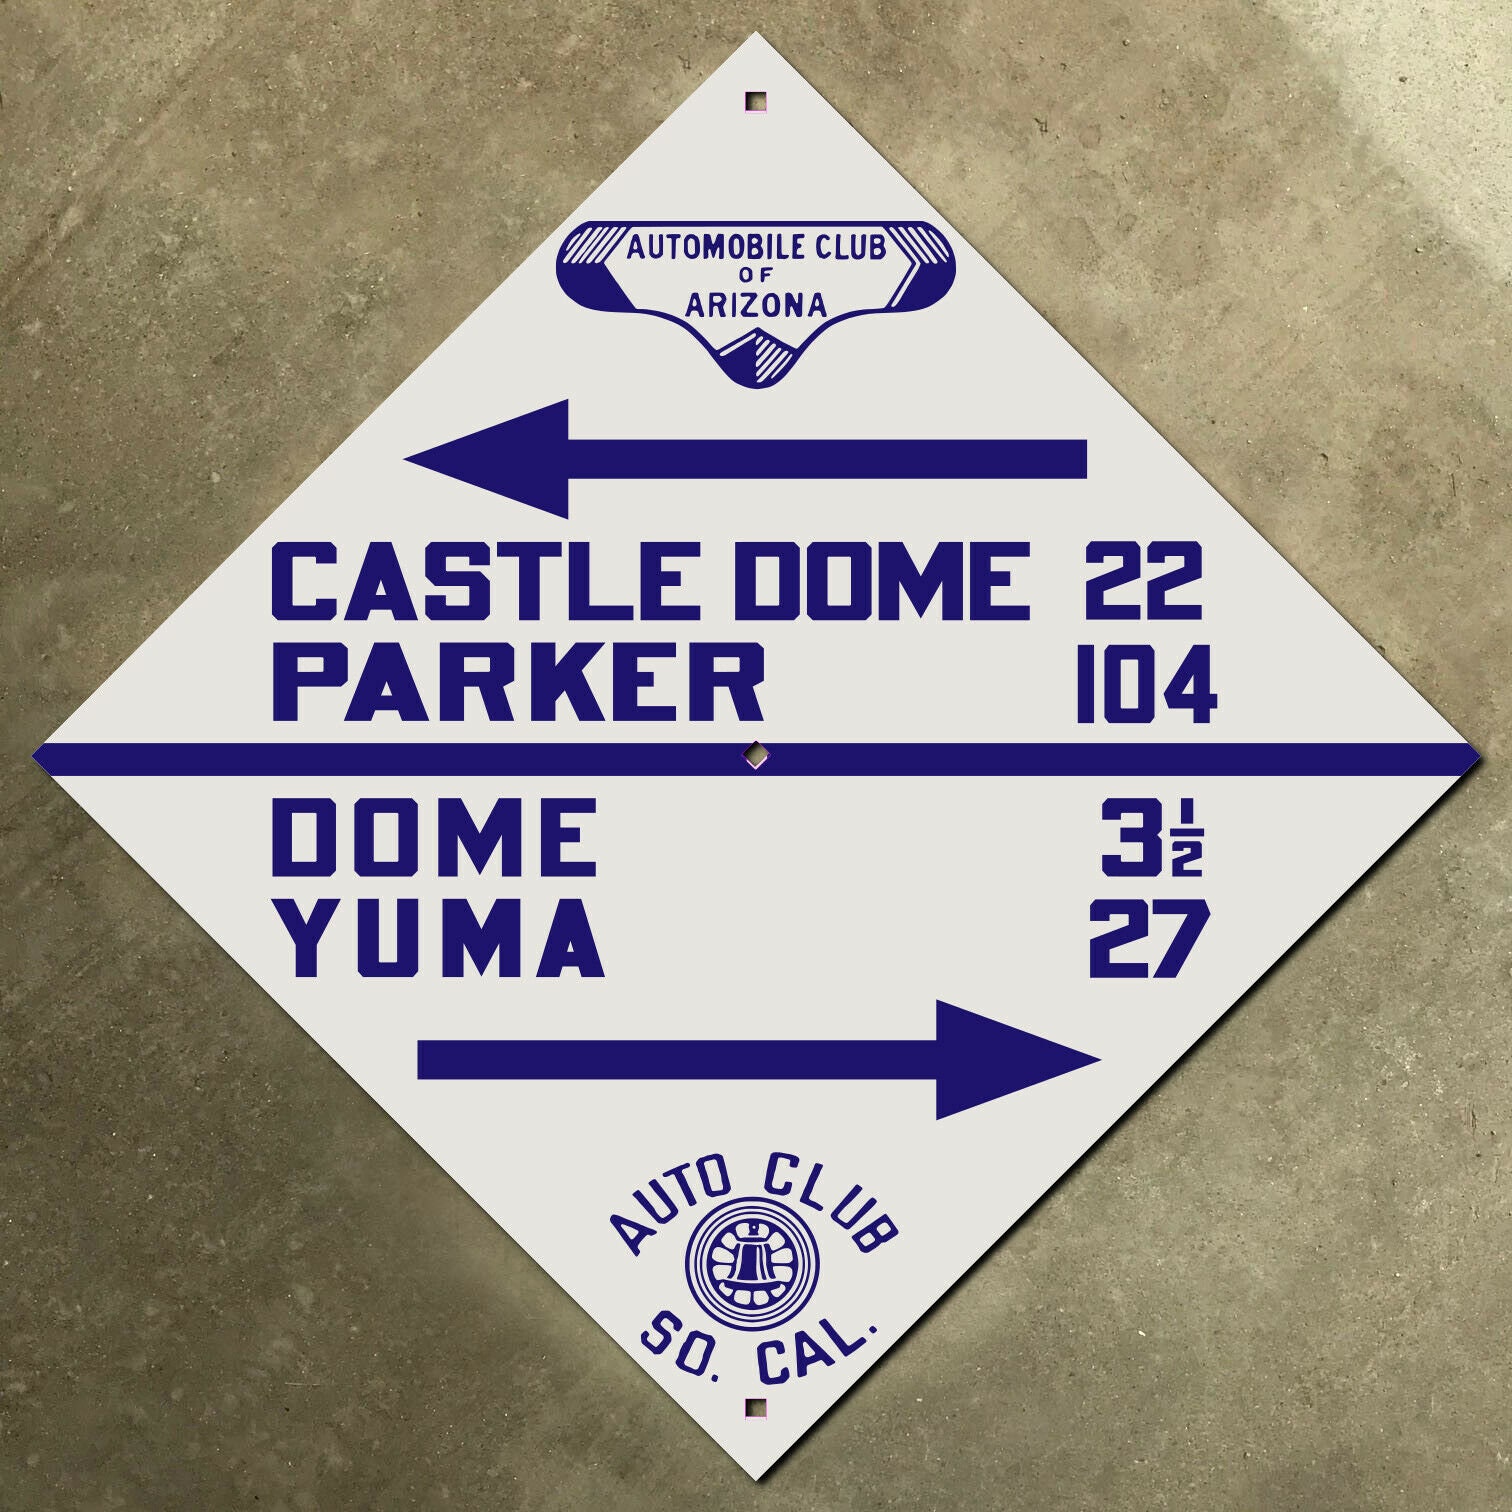 AUTOMOBILE CLUB
OF
ARIZONA
CASTLE DOME 22
PARKER 104
DOME 3½
YUMA 27
AUTO CLUB
SO. CAL.